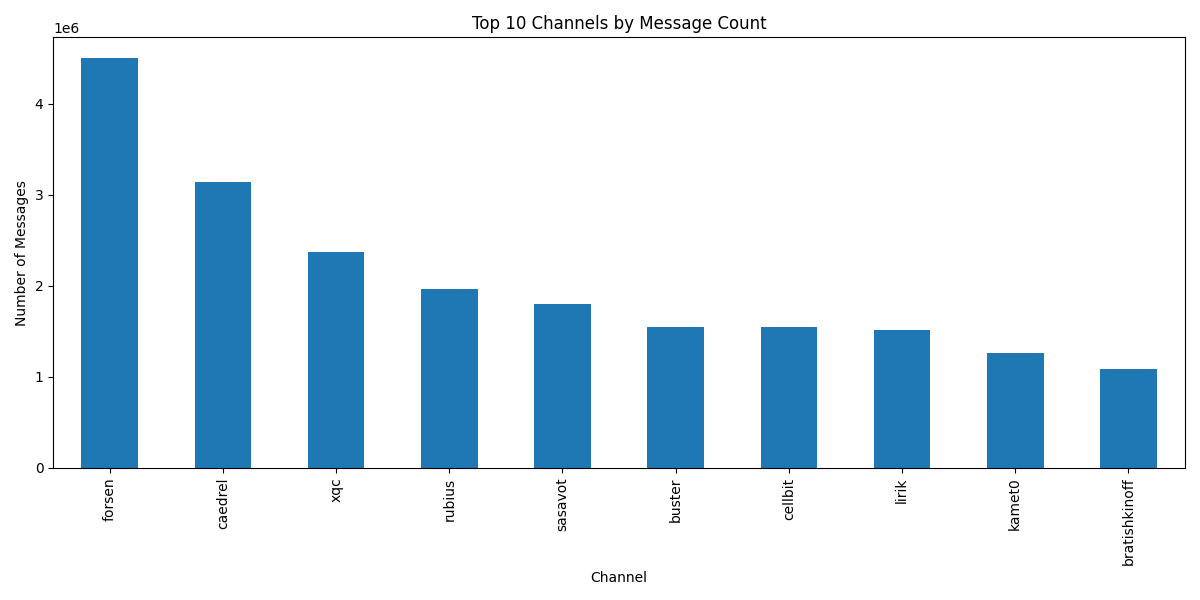 Top 10 Channels by Message Count
1e6
Number of Messages
4
3
2
1
0
forsen
caedrel
xqc
rubius
sasavot
buster
cellbit
lirik
kamet0
bratishkinoff
Channel